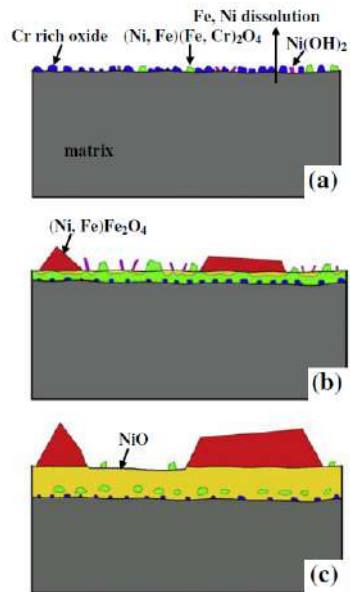 Fe, Ni dissolution
Cr rich oxide (Ni, Fe)(Fe, Cr)₂O₄
Ni(OH)₂
matrix
(a)
(Ni, Fe)Fe₂O₄
(b)
NiO
(c)